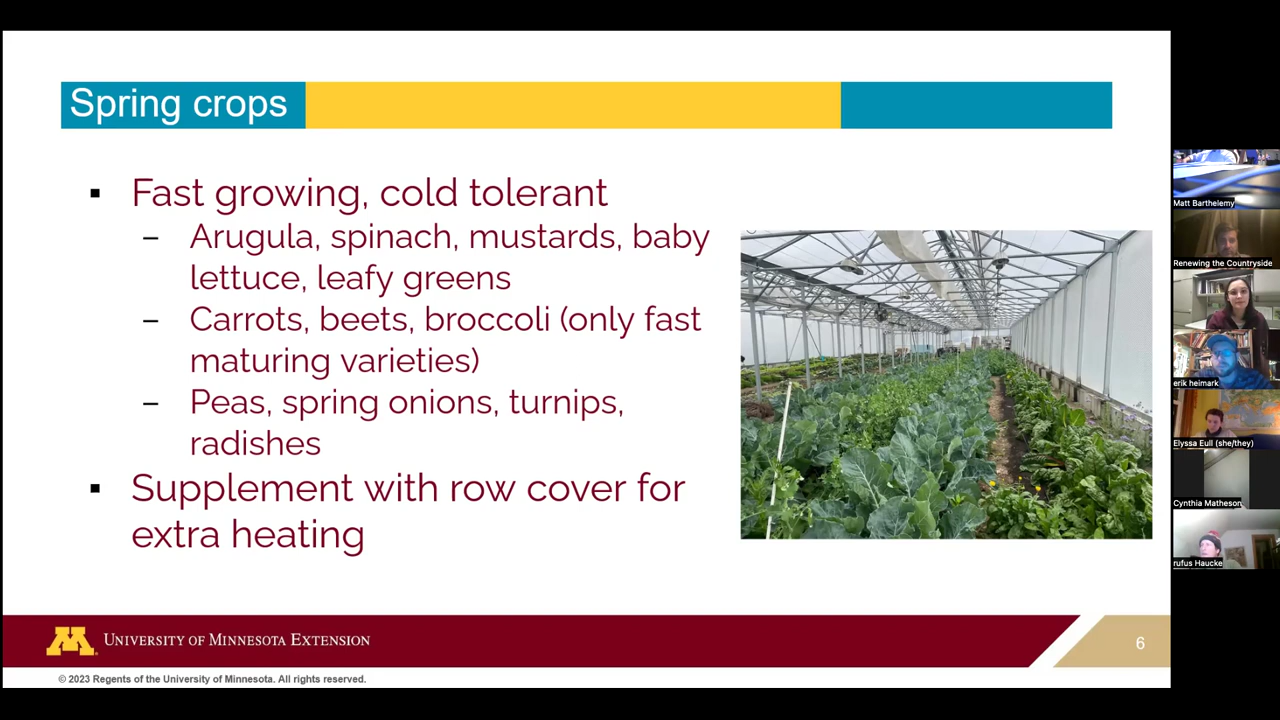 Spring crops
▪ Fast growing, cold tolerant
– Arugula, spinach, mustards, baby
lettuce, leafy greens
– Carrots, beets, broccoli (only fast
maturing varieties)
– Peas, spring onions, turnips,
radishes
▪ Supplement with row cover for
extra heating
M UNIVERSITY OF MINNESOTA EXTENSION
6
© 2023 Regents of the University of Minnesota. All rights reserved.
Matt Barthelemy
Renewing the Countryside
erik heimark
Elyssa Eull (she/they)
Cynthia Matheson
rufus Haucke